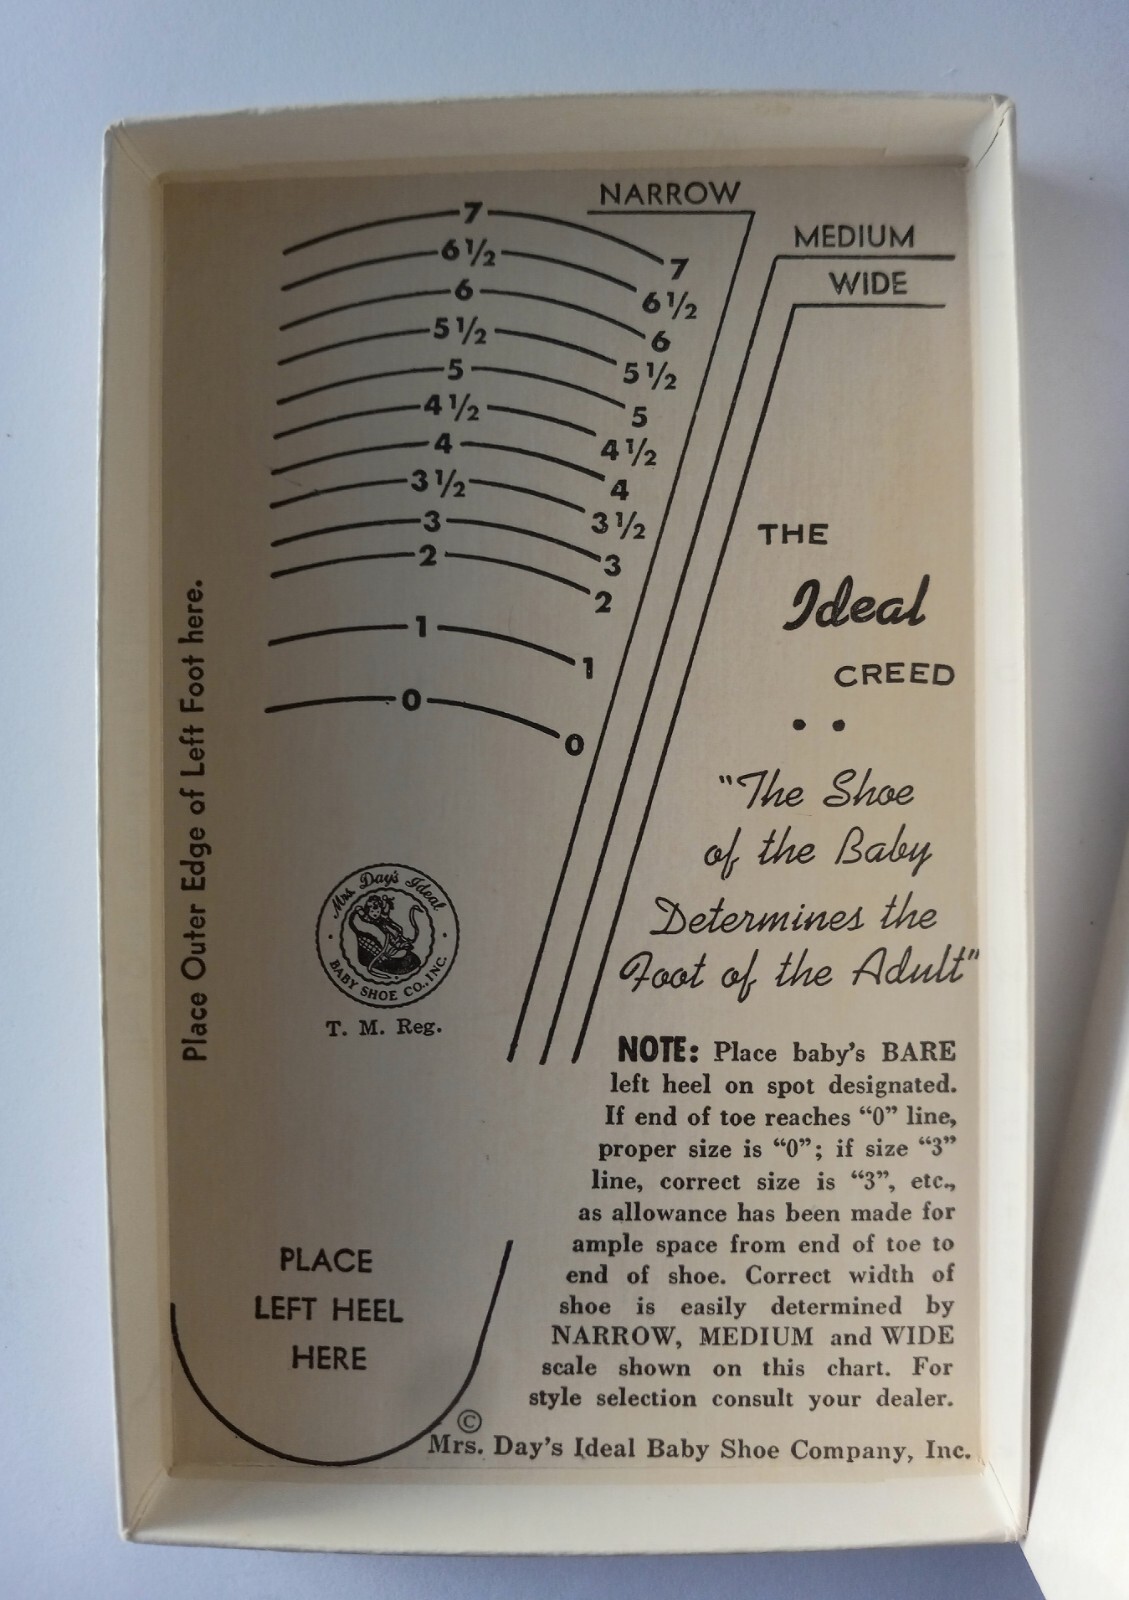 NARROW
MEDIUM
WIDE
7 7
6½ 6½
6 6
5½ 5½
5 5
4½ 4½
4 4
3½ 3½
3 3
2 2
1 1
0 0
Place Outer Edge of Left Foot here.
THE
Ideal
CREED
"The Shoe
of the Baby
Determines the
Foot of the Adult"
Mrs. Day's Ideal
BABY SHOE CO., INC.
T. M. Reg.
NOTE: Place baby's BARE
left heel on spot designated.
If end of toe reaches "0" line,
proper size is "0"; if size "3"
line, correct size is "3", etc.,
as allowance has been made for
ample space from end of toe to
end of shoe. Correct width of
shoe is easily determined by
NARROW, MEDIUM and WIDE
scale shown on this chart. For
style selection consult your dealer.
PLACE
LEFT HEEL
HERE
©
Mrs. Day's Ideal Baby Shoe Company, Inc.